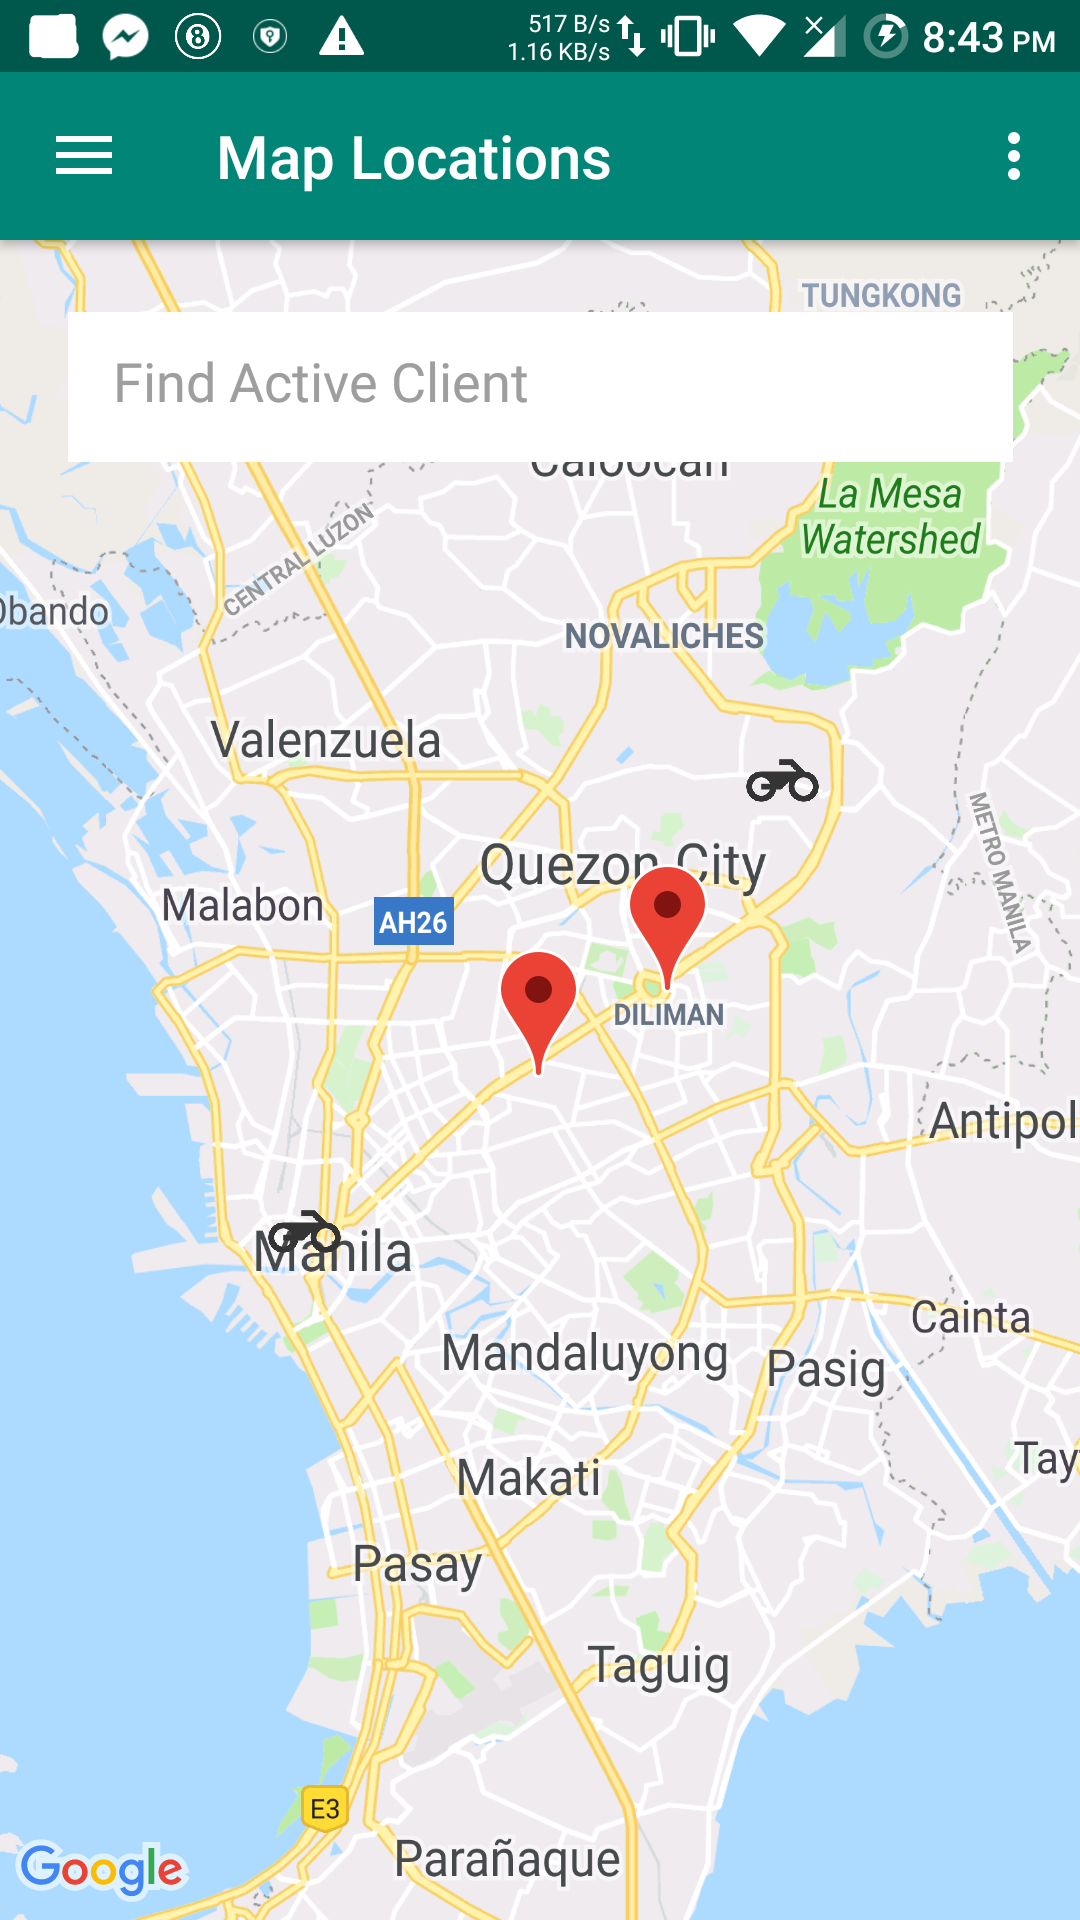 517 B/s
1.16 KB/s
8:43 PM
Map Locations
TUNGKONG
Find Active Client
Caloocan
La Mesa
Watershed
CENTRAL LUZON
Obando
NOVALICHES
Valenzuela
METRO MANILA
Quezon City
Malabon
AH26
DILIMAN
Antipol
Manila
Cainta
Mandaluyong
Pasig
Tay
Makati
Pasay
Taguig
E3
Parañaque
Google